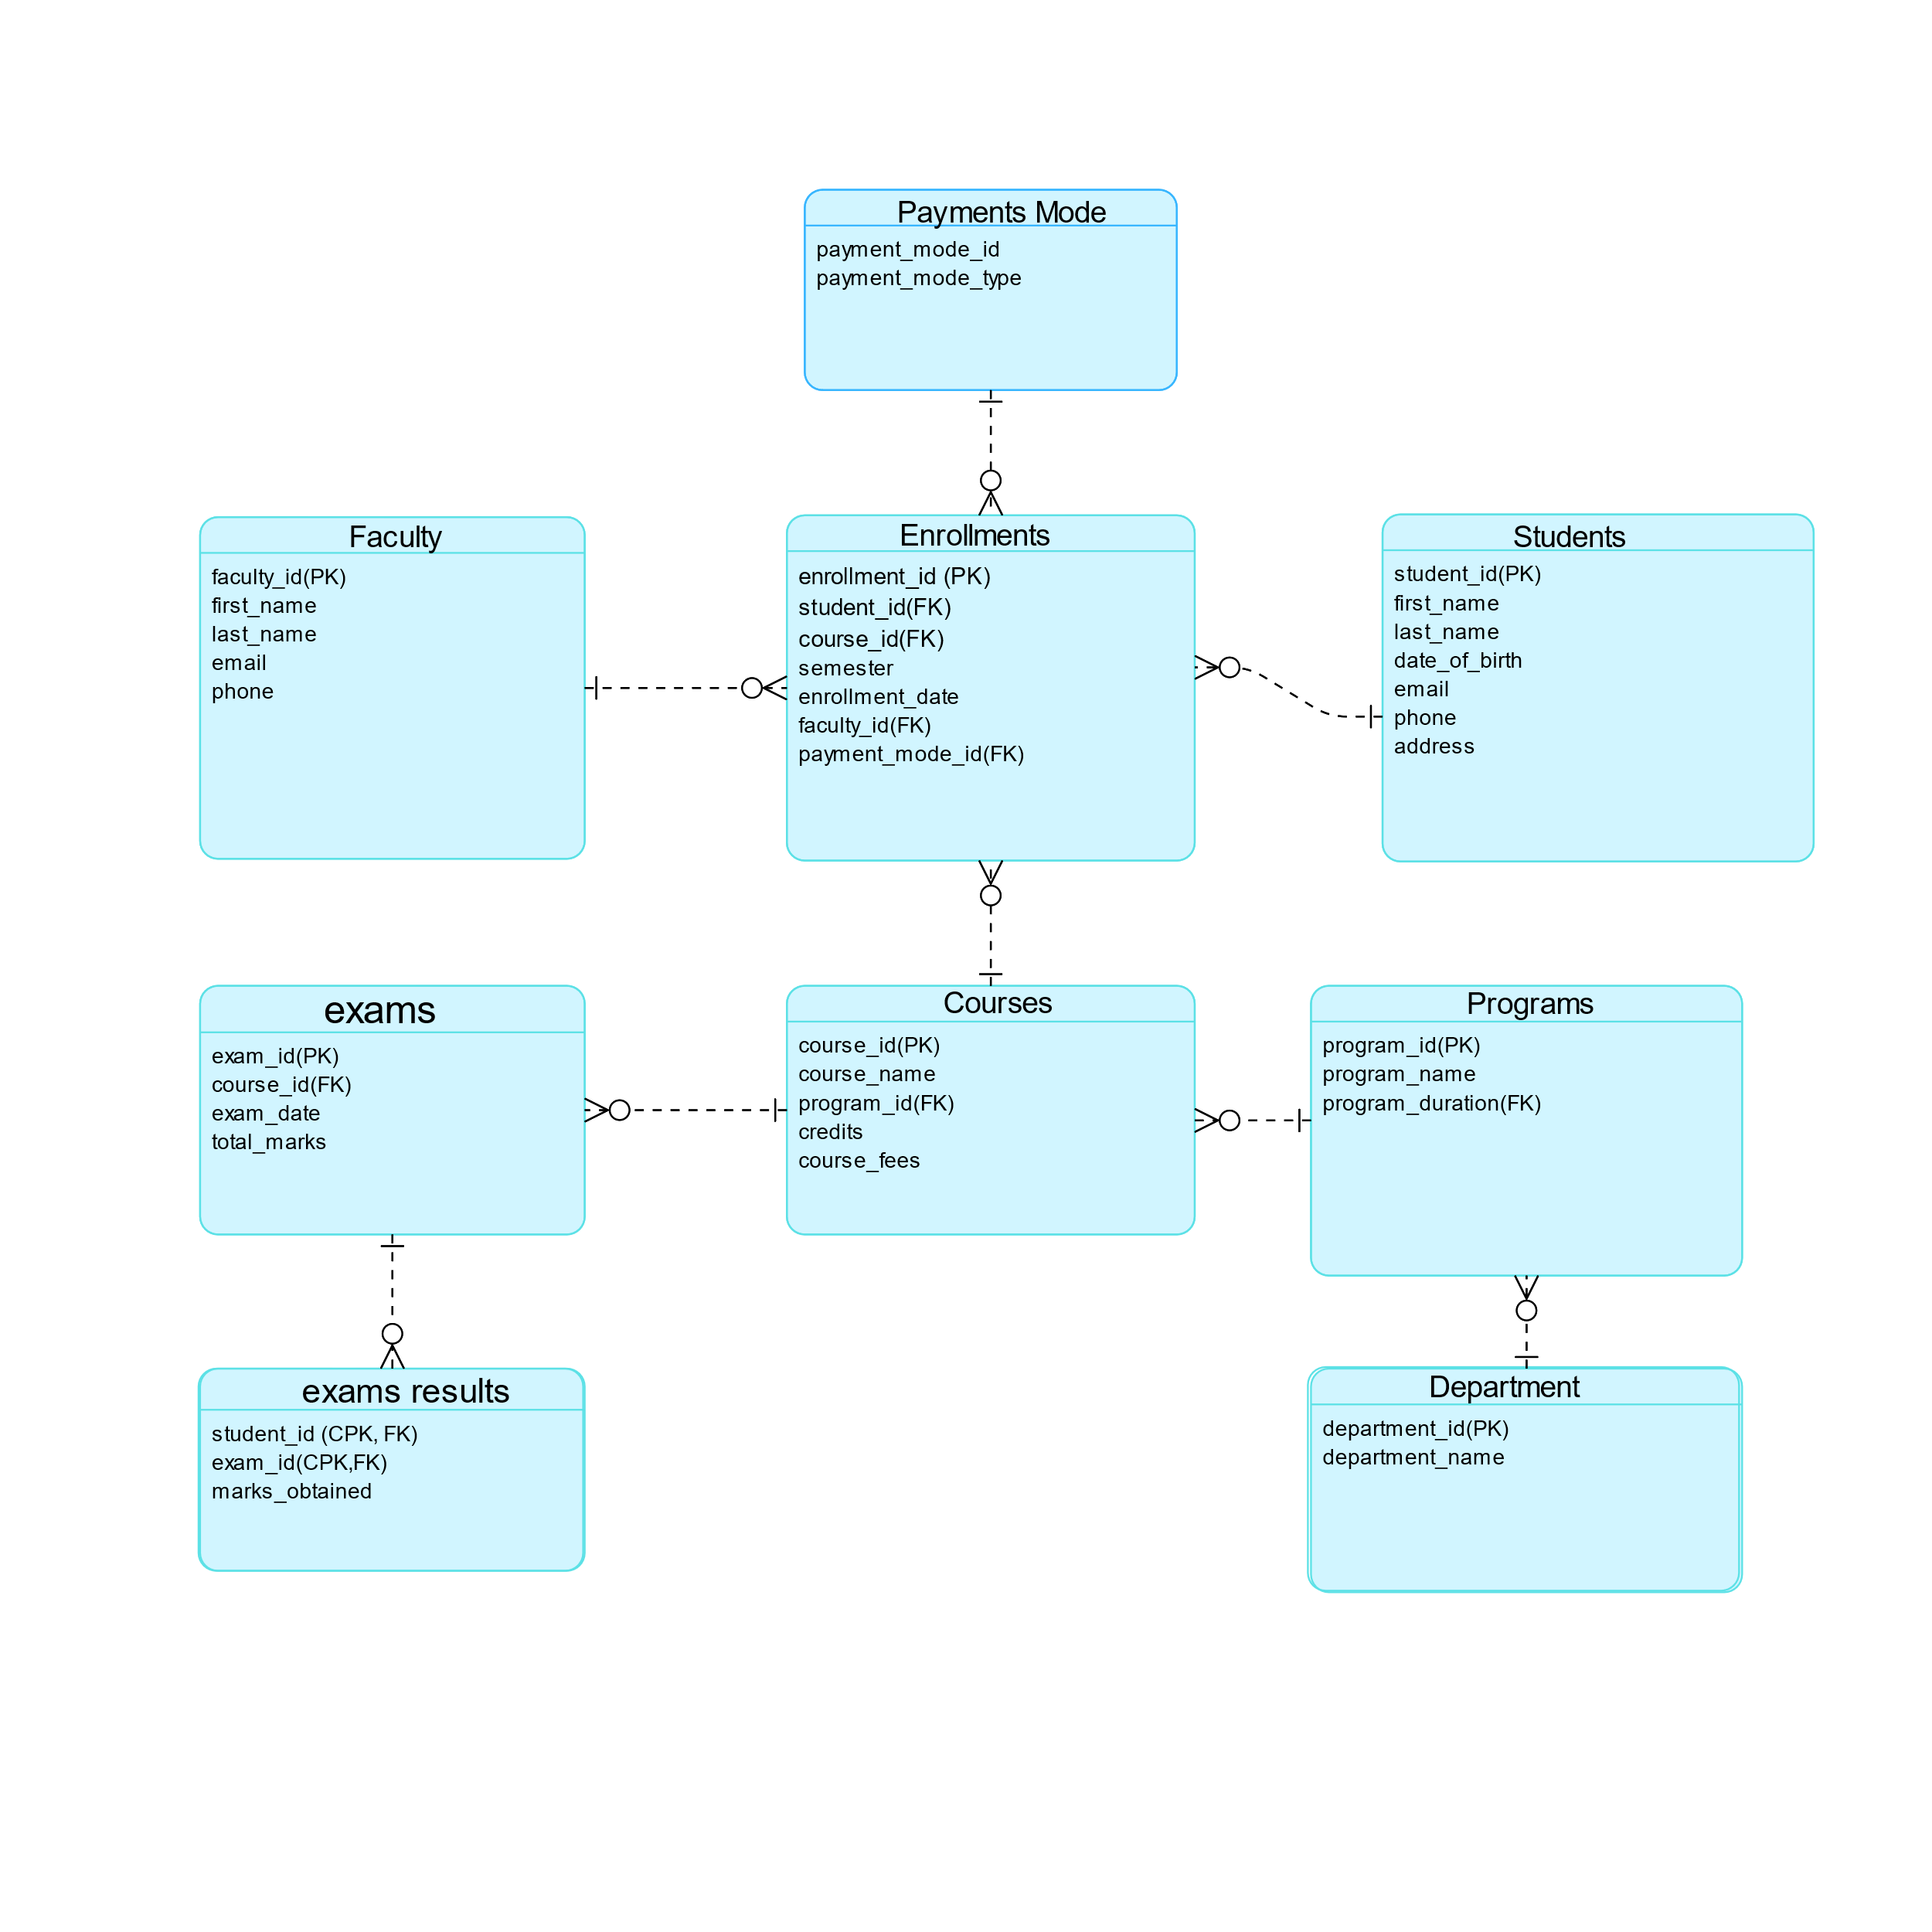 Payments Mode
payment_mode_id
payment_mode_type
Faculty
faculty_id(PK)
first_name
last_name
email
phone
Enrollments
enrollment_id (PK)
student_id(FK)
course_id(FK)
semester
enrollment_date
faculty_id(FK)
payment_mode_id(FK)
Students
student_id(PK)
first_name
last_name
date_of_birth
email
phone
address
exams
exam_id(PK)
course_id(FK)
exam_date
total_marks
Courses
course_id(PK)
course_name
program_id(FK)
credits
course_fees
Programs
program_id(PK)
program_name
program_duration(FK)
exams results
student_id (CPK, FK)
exam_id(CPK,FK)
marks_obtained
Department
department_id(PK)
department_name